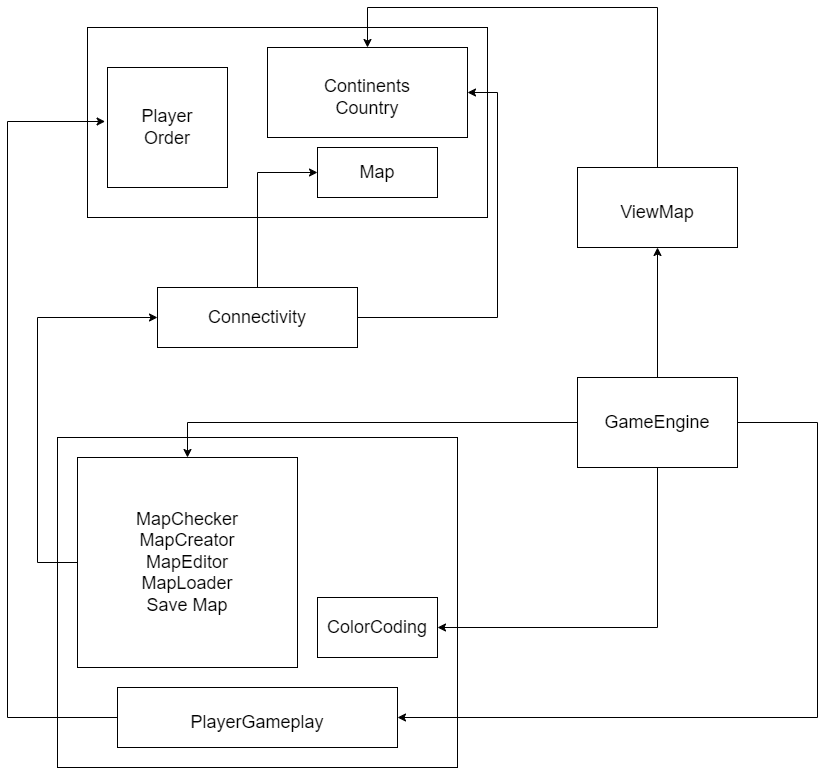 Player
Order
Continents
Country
Map
ViewMap
Connectivity
GameEngine
MapChecker
MapCreator
MapEditor
MapLoader
Save Map
ColorCoding
PlayerGameplay